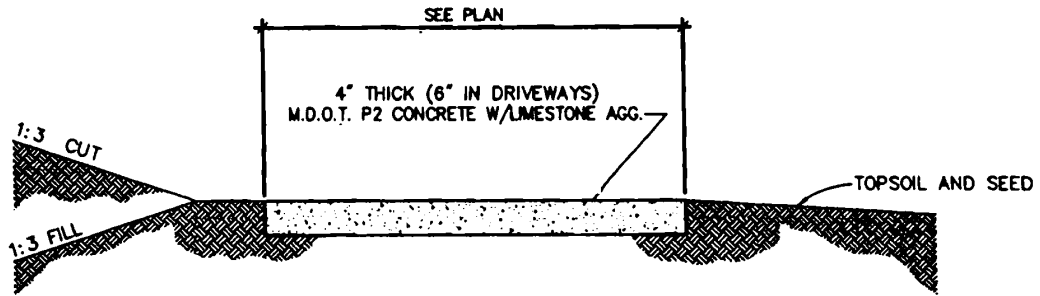 SEE PLAN
4" THICK (6" IN DRIVEWAYS)
M.D.O.T. P2 CONCRETE W/LIMESTONE AGG.
1:3 CUT
TOPSOIL AND SEED
1:3 FILL